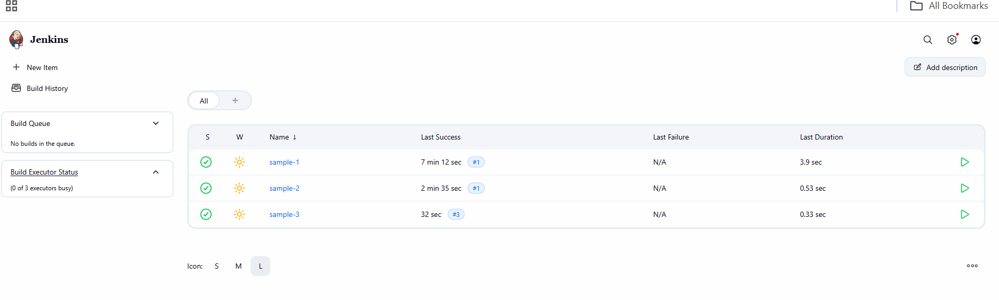 All Bookmarks
Jenkins
New Item
Add description
Build History
All +
Build Queue
No builds in the queue.
Build Executor Status
(0 of 3 executors busy)
S W Name ↓ Last Success Last Failure Last Duration
sample-1 7 min 12 sec #1 N/A 3.9 sec
sample-2 2 min 35 sec #1 N/A 0.53 sec
sample-3 32 sec #3 N/A 0.33 sec
Icon: S M L